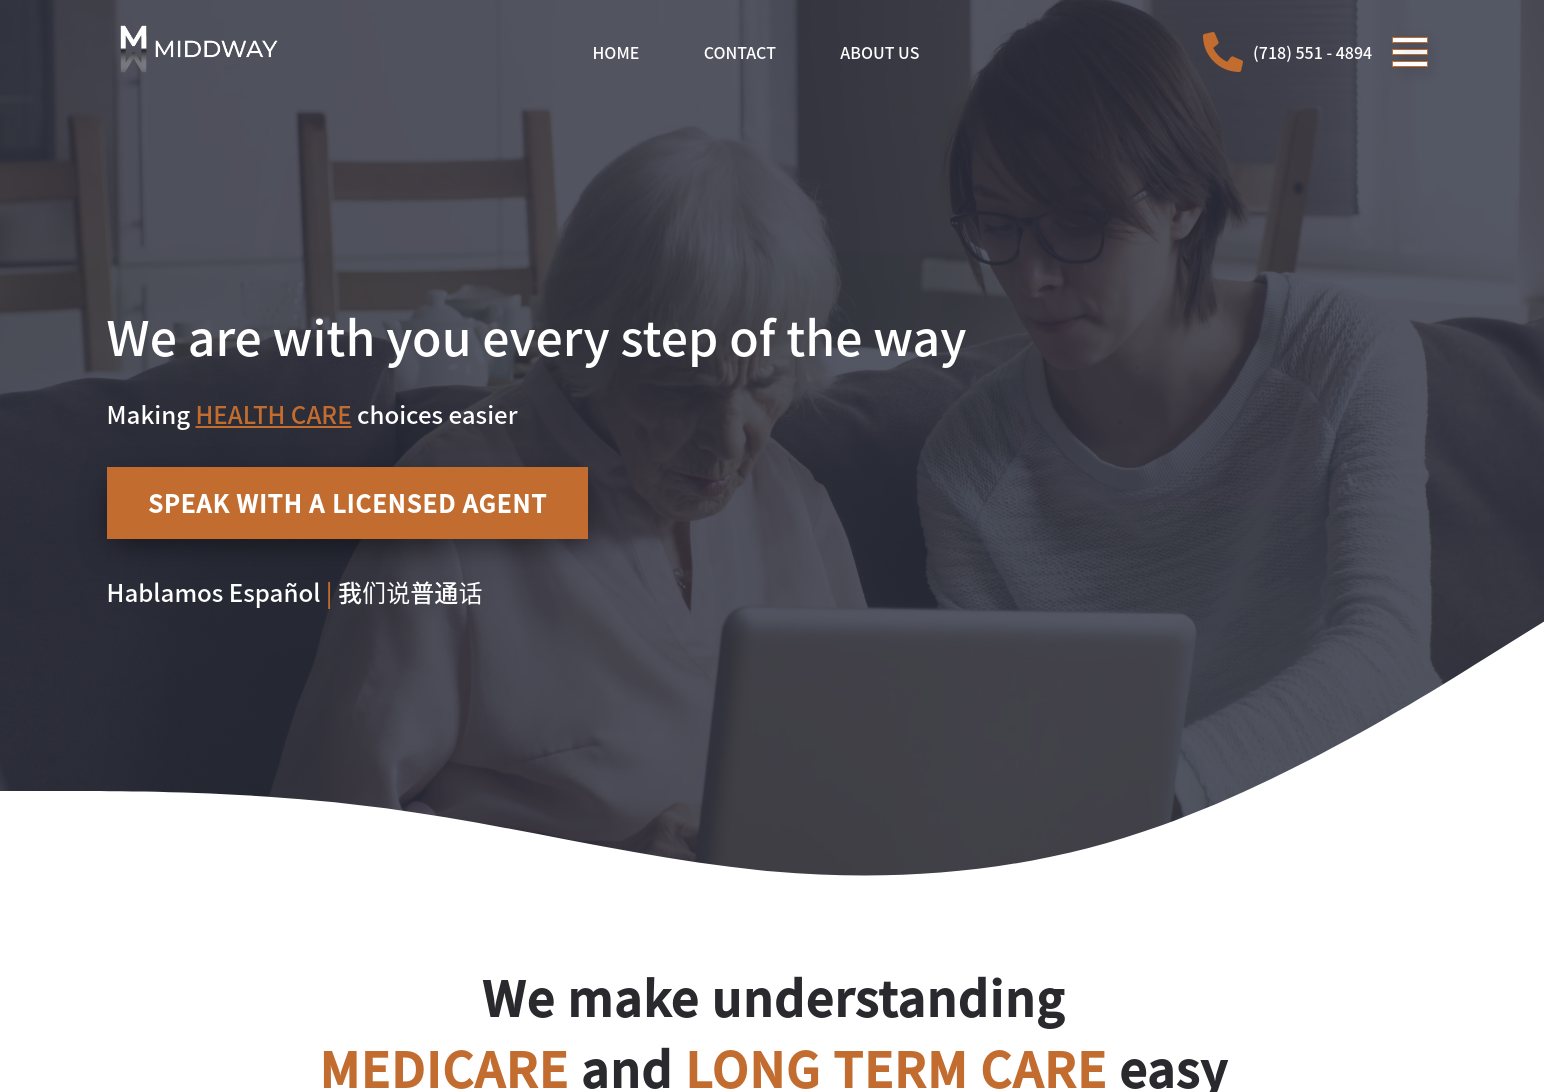 M MIDDWAY
HOME CONTACT ABOUT US
(718) 551 - 4894
We are with you every step of the way
Making HEALTH CARE choices easier
SPEAK WITH A LICENSED AGENT
Hablamos Español | 我们说普通话
We make understanding
MEDICARE and LONG TERM CARE easy